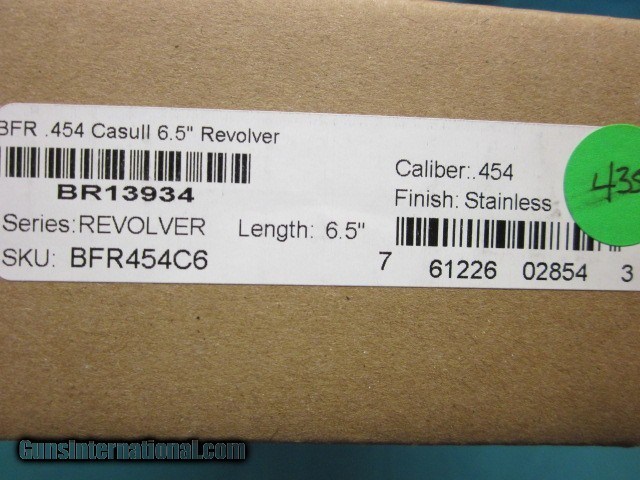 BFR .454 Casull 6.5" Revolver
BR13934
Series:REVOLVER Length: 6.5"
SKU: BFR454C6
Caliber:.454
Finish: Stainless
7 61226 02854 3
GunsInternational.com